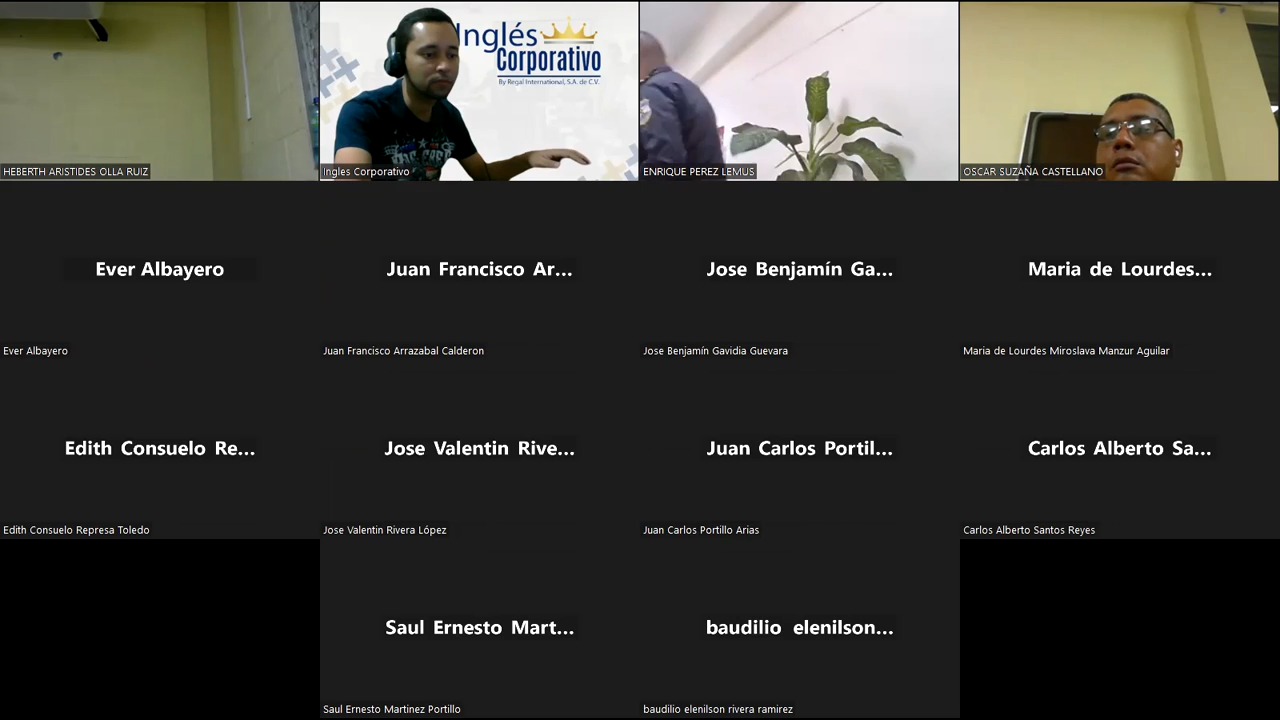 Inglés
Corporativo
By Regal International, S.A. de C.V.
HEBERTH ARISTIDES OLLA RUIZ
Ingles Corporativo
ENRIQUE PEREZ LEMUS
OSCAR SUZAÑA CASTELLANO
Ever Albayero
Juan Francisco Ar...
Jose Benjamín Ga...
Maria de Lourdes...
Ever Albayero
Juan Francisco Arrazabal Calderon
Jose Benjamín Gavidia Guevara
Maria de Lourdes Miroslava Manzur Aguilar
Edith Consuelo Re...
Jose Valentin Rive...
Juan Carlos Portil...
Carlos Alberto Sa...
Edith Consuelo Represa Toledo
Jose Valentin Rivera López
Juan Carlos Portillo Arias
Carlos Alberto Santos Reyes
Saul Ernesto Mart...
baudilio elenilson...
Saul Ernesto Martinez Portillo
baudilio elenilson rivera ramirez